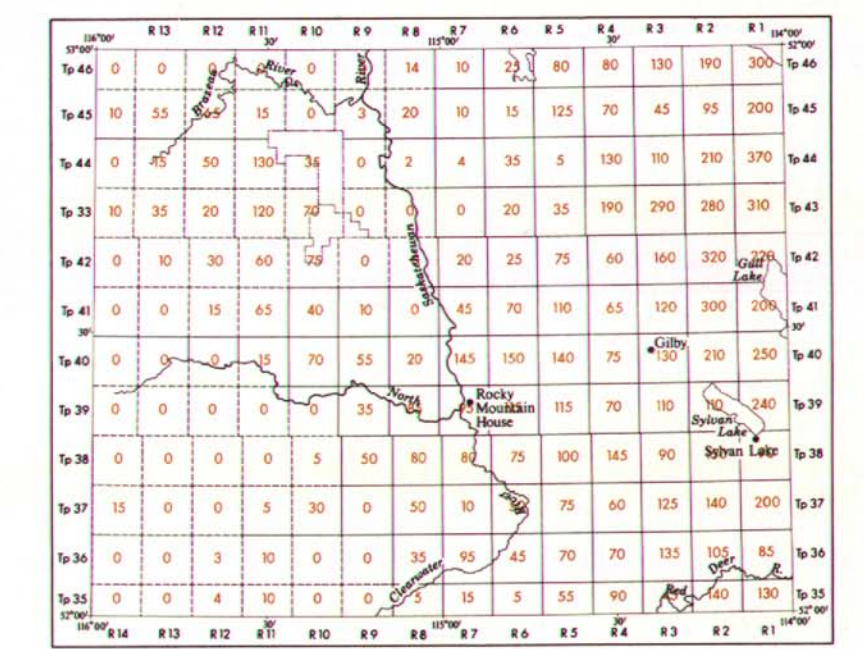 R 13 R 12 R 11 R 10 R 9 R 8 R 7 R 6 R 5 R 4 R 3 R 2 R 1
116°00' 30' 115°00' 30' 114°00'
53°00' 52°00'
Tp 46 0 0 0 0 0 14 10 25 80 80 130 190 300 Tp 46
Brazeau River River
Tp 45 10 55 65 15 0 3 20 10 15 125 70 45 95 200 Tp 45
Tp 44 0 15 50 130 35 0 2 4 35 5 130 110 210 370 Tp 44
Tp 33 10 35 20 120 70 0 0 0 20 35 190 290 280 310 Tp 43
Saskatchewan
Tp 42 0 10 30 60 75 0 20 25 75 60 160 320 220 Tp 42
Gull Lake
Tp 41 0 0 15 65 40 10 0 45 70 110 65 120 300 200 Tp 41
30' 30'
Gilby
Tp 40 0 0 0 15 70 55 20 145 150 140 75 130 210 250 Tp 40
North
Rocky Mountain House
Tp 39 0 0 0 0 0 35 115 70 110 110 240 Tp 39
Sylvan Lake
Sylvan Lake
Tp 38 0 0 0 0 5 50 80 80 75 100 145 90 Tp 38
Tp 37 15 0 0 5 30 0 50 10 75 60 125 140 200 Tp 37
Tp 36 0 0 3 10 0 0 35 95 45 70 70 135 105 85 Tp 36
Clearwater
Red Deer R.
Tp 35 0 0 4 10 0 0 5 15 5 55 90 140 130 Tp 35
52°00' 52°00'
116°00' 30' 115°00' 30' 114°00'
R 14 R 13 R 12 R 11 R 10 R 9 R 8 R 7 R 6 R 5 R 4 R 3 R 2 R 1